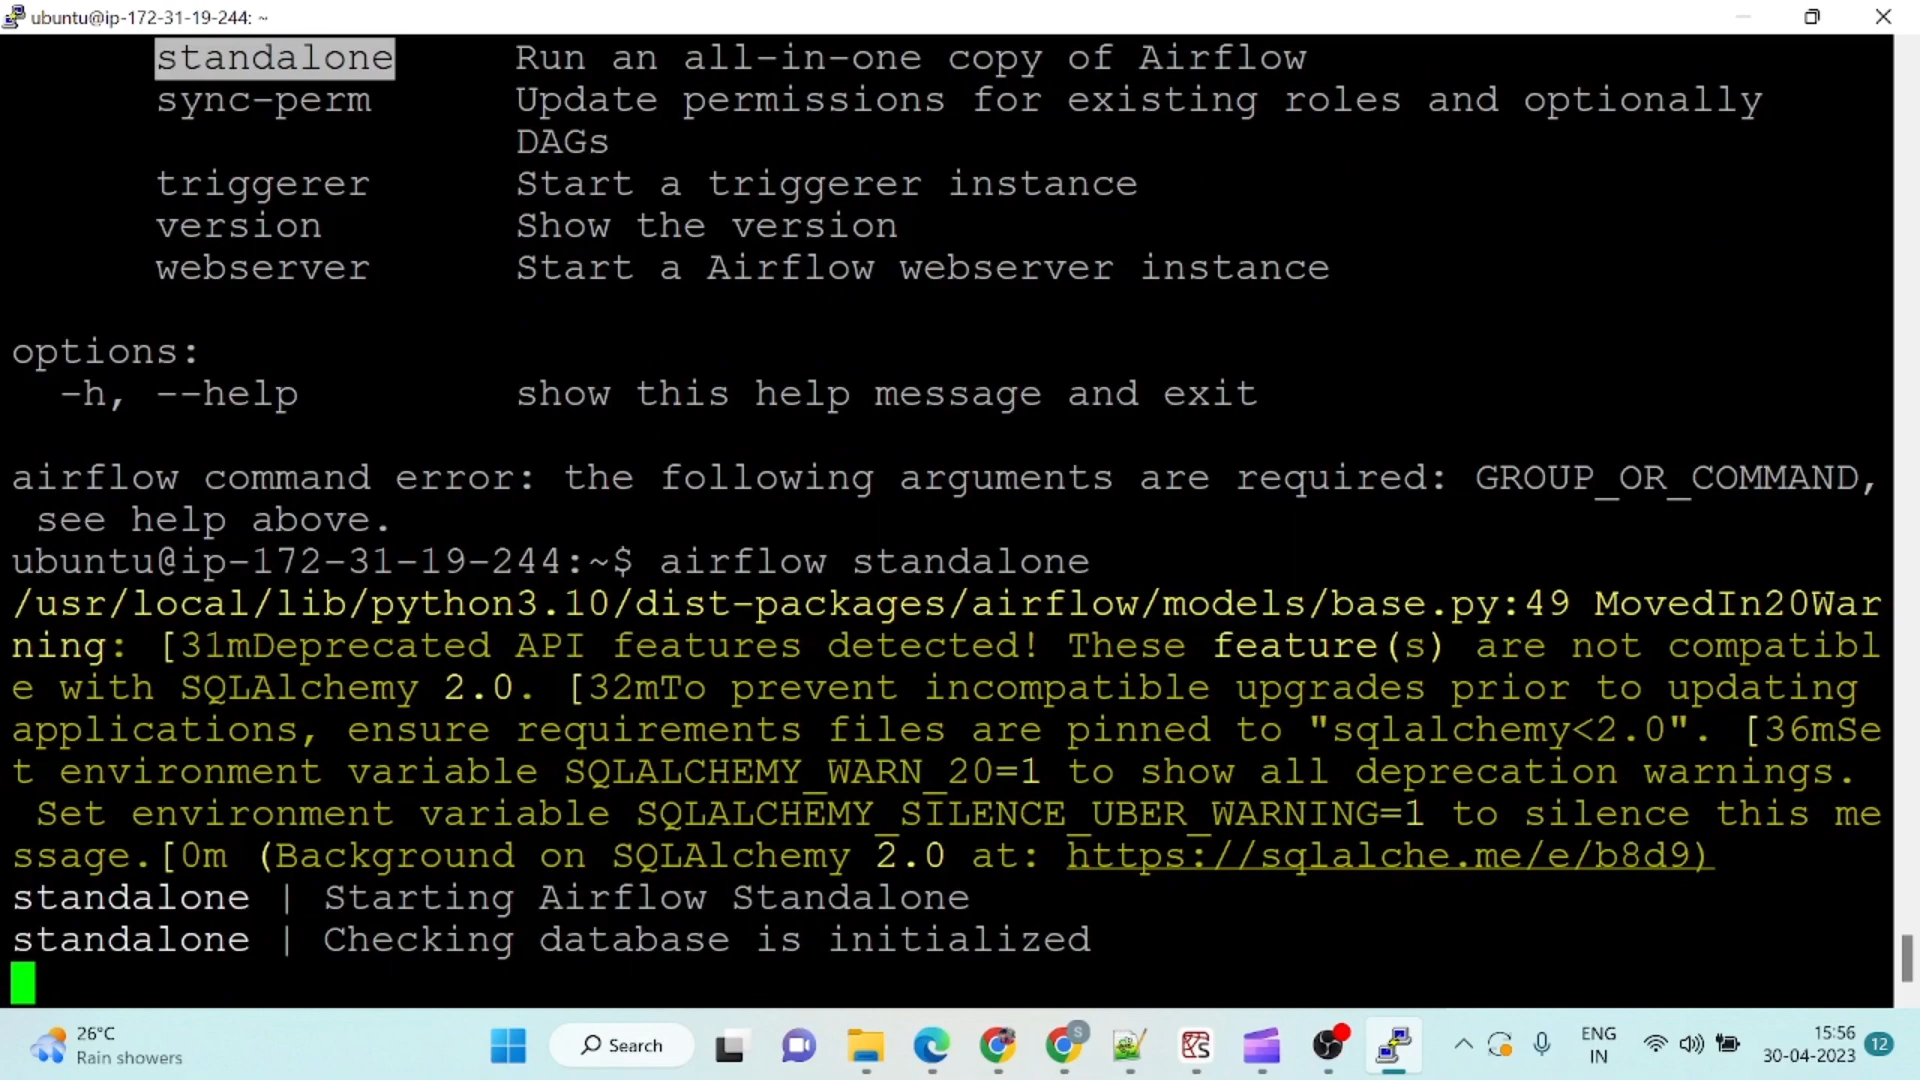 ubuntu@ip-172-31-19-244: ~
standalone Run an all-in-one copy of Airflow
sync-perm Update permissions for existing roles and optionally
DAGs
triggerer Start a triggerer instance
version Show the version
webserver Start a Airflow webserver instance
options:
-h, --help show this help message and exit
airflow command error: the following arguments are required: GROUP_OR_COMMAND,
see help above.
ubuntu@ip-172-31-19-244:~$ airflow standalone
/usr/local/lib/python3.10/dist-packages/airflow/models/base.py:49 MovedIn20War
ning: [31mDeprecated API features detected! These feature(s) are not compatibl
e with SQLAlchemy 2.0. [32mTo prevent incompatible upgrades prior to updating
applications, ensure requirements files are pinned to "sqlalchemy<2.0". [36mSe
t environment variable SQLALCHEMY_WARN_20=1 to show all deprecation warnings.
Set environment variable SQLALCHEMY_SILENCE_UBER_WARNING=1 to silence this me
ssage.[0m (Background on SQLAlchemy 2.0 at: https://sqlalche.me/e/b8d9)
standalone | Starting Airflow Standalone
standalone | Checking database is initialized
26°C
Rain showers
Search
S
ENG
IN
15:56
30-04-2023
12